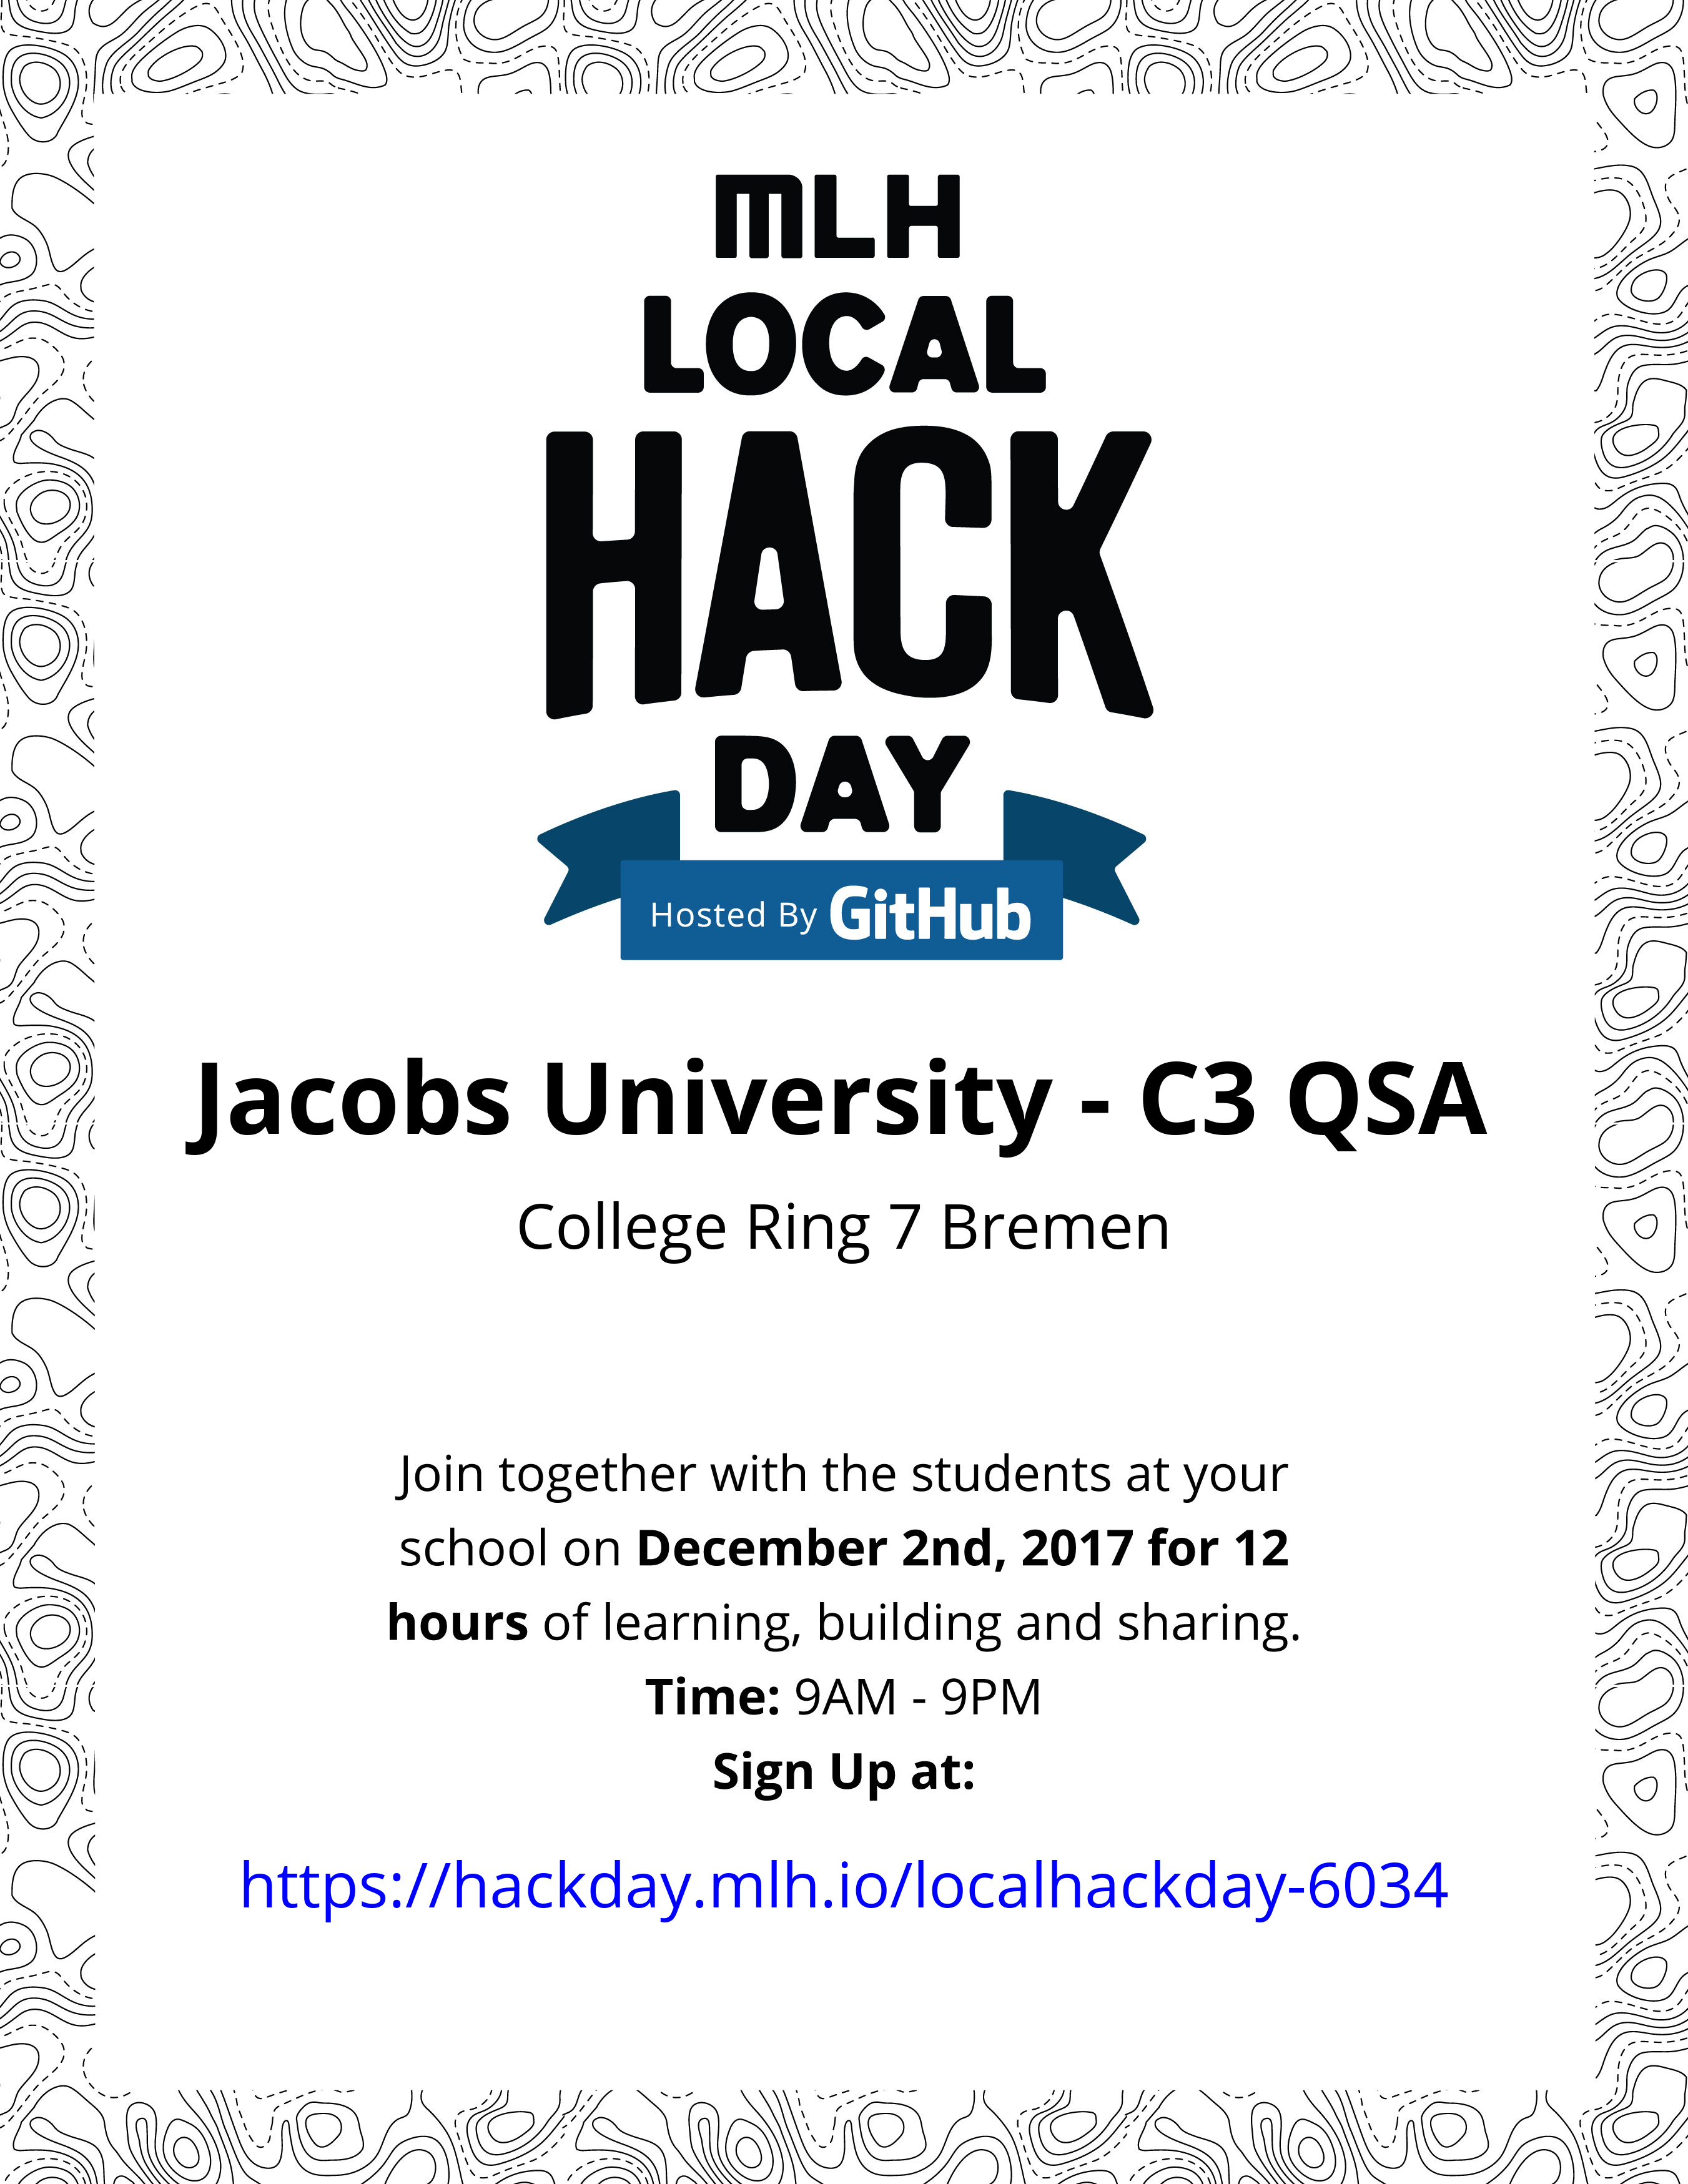 MLH
LOCAL
HACK
DAY
Hosted By GitHub
Jacobs University - C3 QSA
College Ring 7 Bremen
Join together with the students at your
school on December 2nd, 2017 for 12
hours of learning, building and sharing.
Time: 9AM - 9PM
Sign Up at:
https://hackday.mlh.io/localhackday-6034